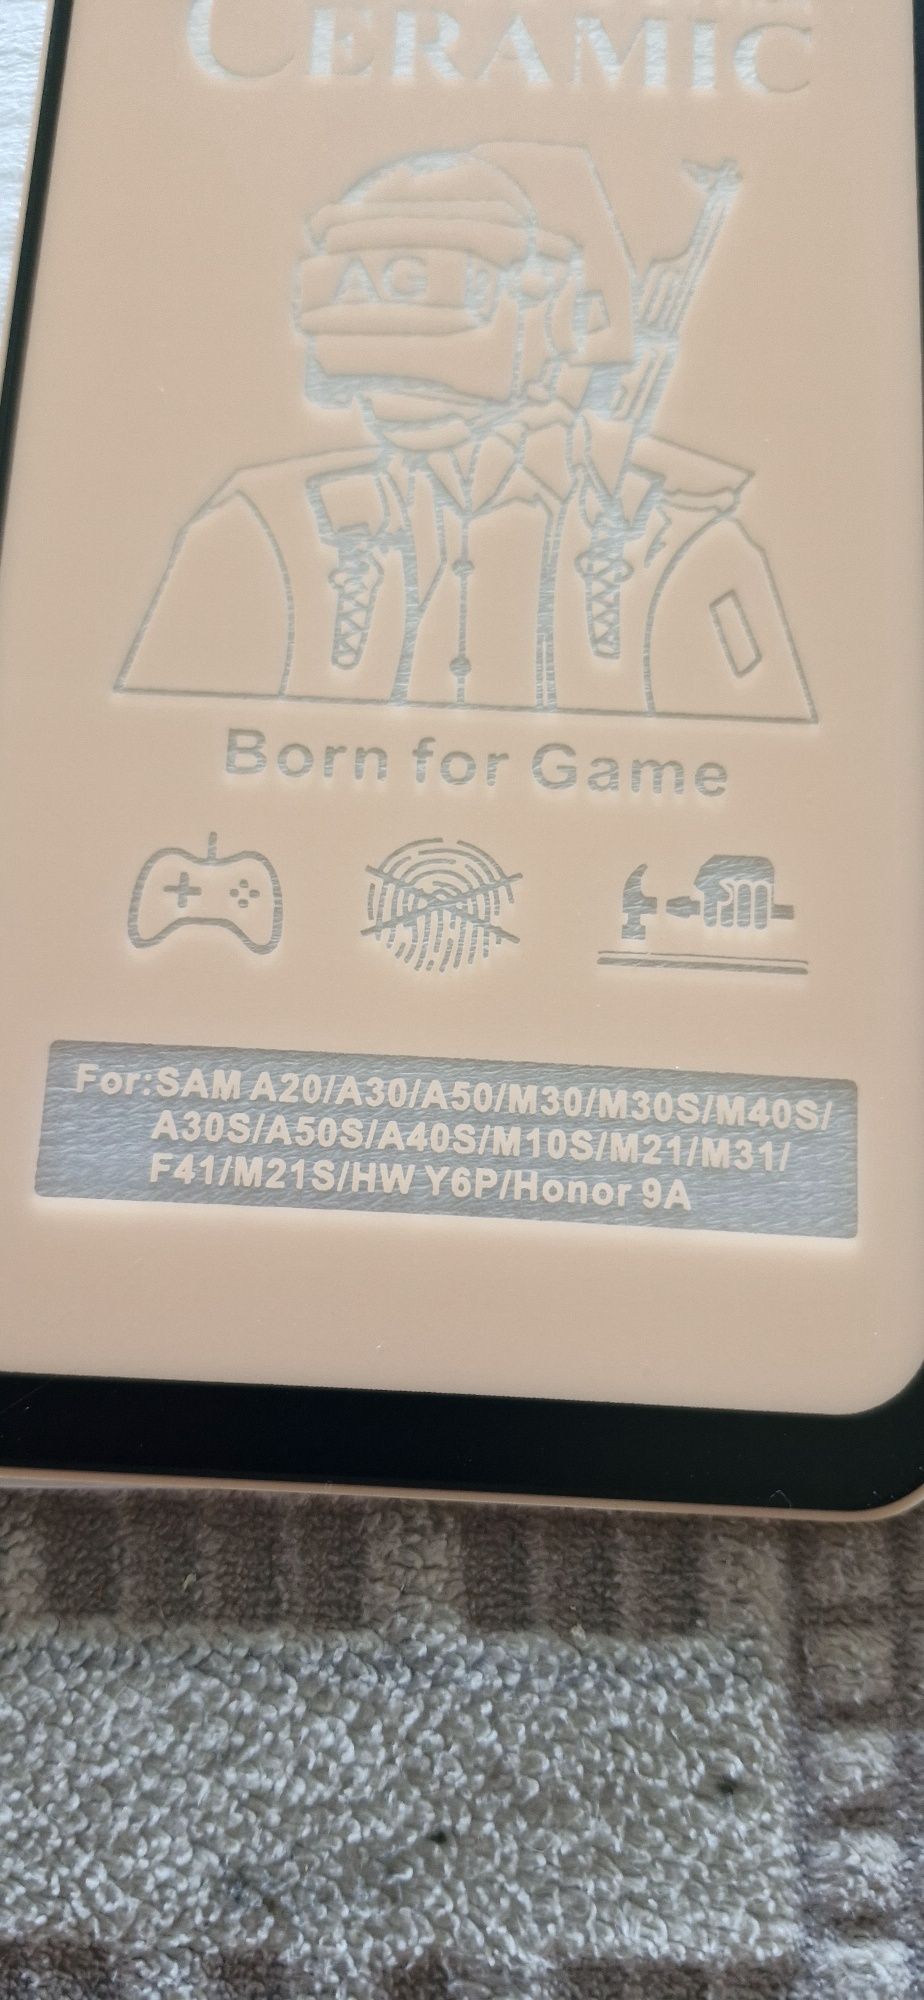 CERAMIC
AG
Born for Game
For:SAM A20/A30/A50/M30/M30S/M40S/
A30S/A50S/A40S/M10S/M21/M31/
F41/M21S/HW Y6P/Honor 9A